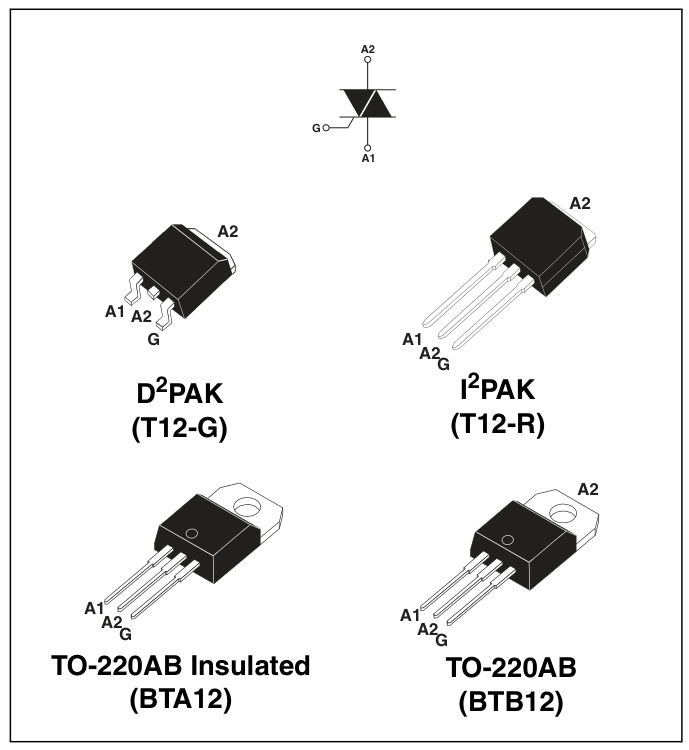 A2
G
A1
A2
A1
A2
G
D²PAK
(T12-G)
A2
A1
A2
G
I²PAK
(T12-R)
A1
A2
G
TO-220AB Insulated
(BTA12)
A2
A1
A2
G
TO-220AB
(BTB12)